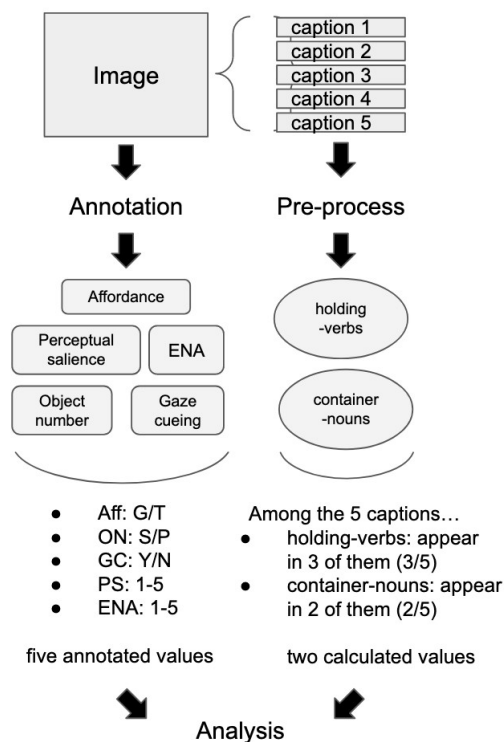 Image
caption 1
caption 2
caption 3
caption 4
caption 5
Annotation
Pre-process
Affordance
Perceptual
salience
ENA
Object
number
Gaze
cueing
holding
-verbs
container
-nouns
● Aff: G/T
● ON: S/P
● GC: Y/N
● PS: 1-5
● ENA: 1-5
five annotated values
Among the 5 captions…
● holding-verbs: appear
in 3 of them (3/5)
● container-nouns: appear
in 2 of them (2/5)
two calculated values
Analysis